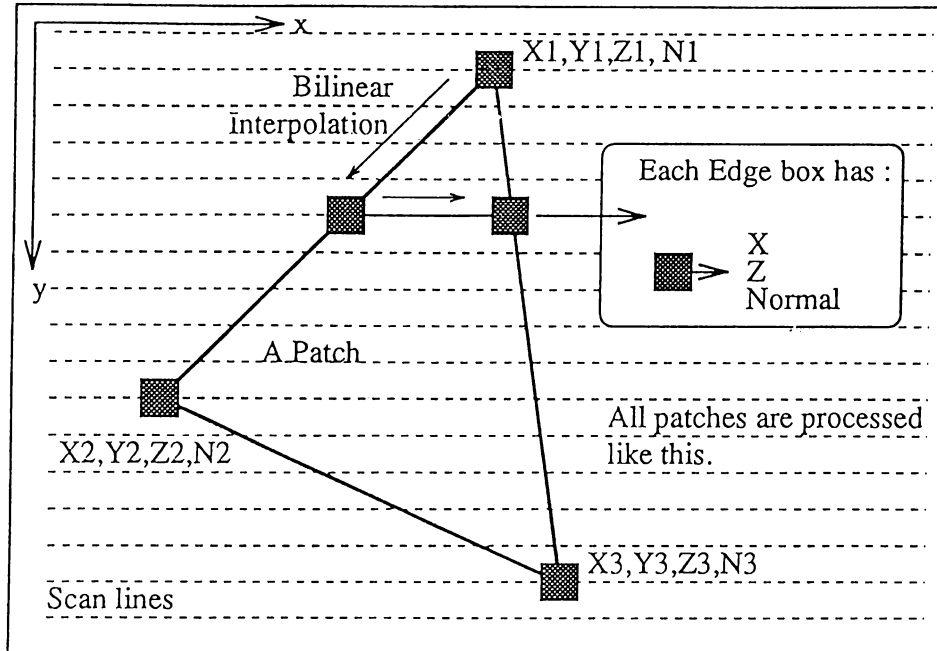 x
X1,Y1,Z1, N1
Bilinear
Interpolation
Each Edge box has :
X
Z
Normal
y
A Patch
All patches are processed
like this.
X2,Y2,Z2,N2
X3,Y3,Z3,N3
Scan lines